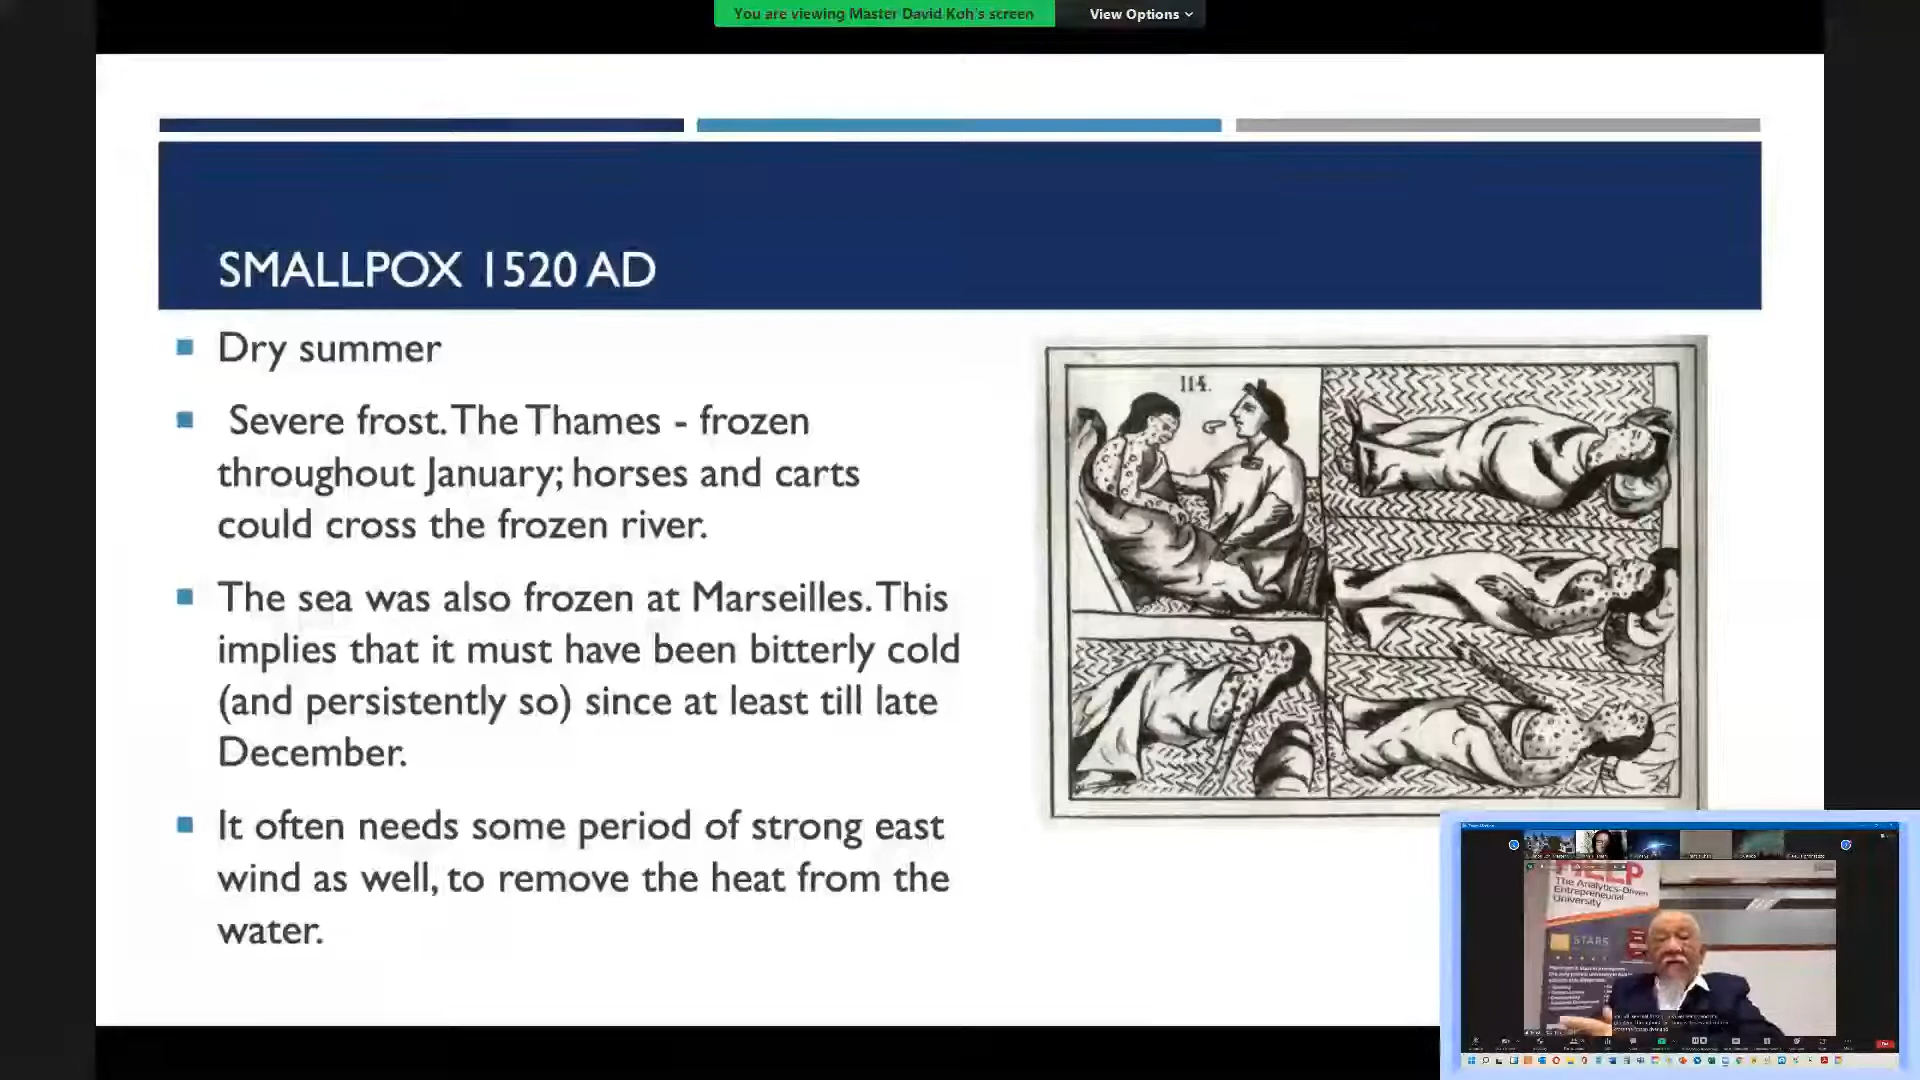 You are viewing Master David Koh's screen
View Options
SMALLPOX 1520 AD
Dry summer
Severe frost. The Thames - frozen
throughout January; horses and carts
could cross the frozen river.
The sea was also frozen at Marseilles. This
implies that it must have been bitterly cold
(and persistently so) since at least till late
December.
It often needs some period of strong east
wind as well, to remove the heat from the
water.
114.
HELP
The Analytics-Driven
Entrepreneurial
University
STARS